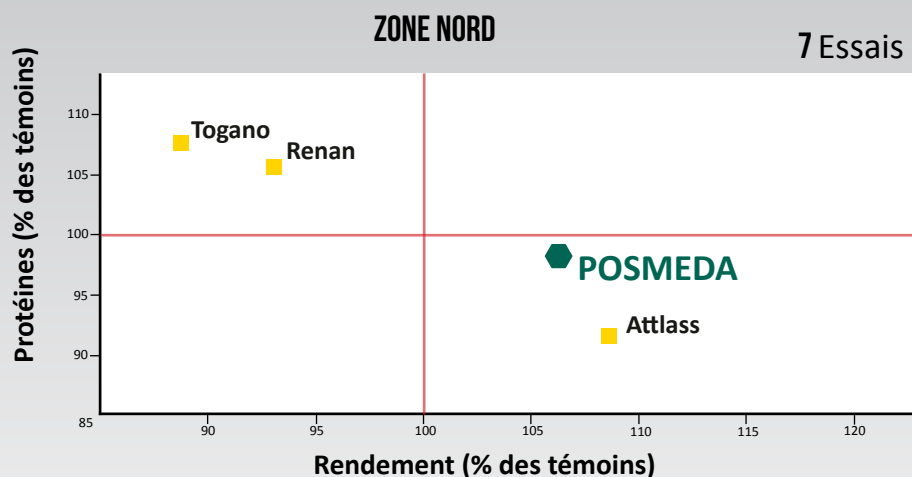 ZONE NORD
7 Essais
Protéines (% des témoins)
110
105
100
95
90
85
Togano
Renan
POSMEDA
Attlass
90 95 100 105 110 115 120
Rendement (% des témoins)